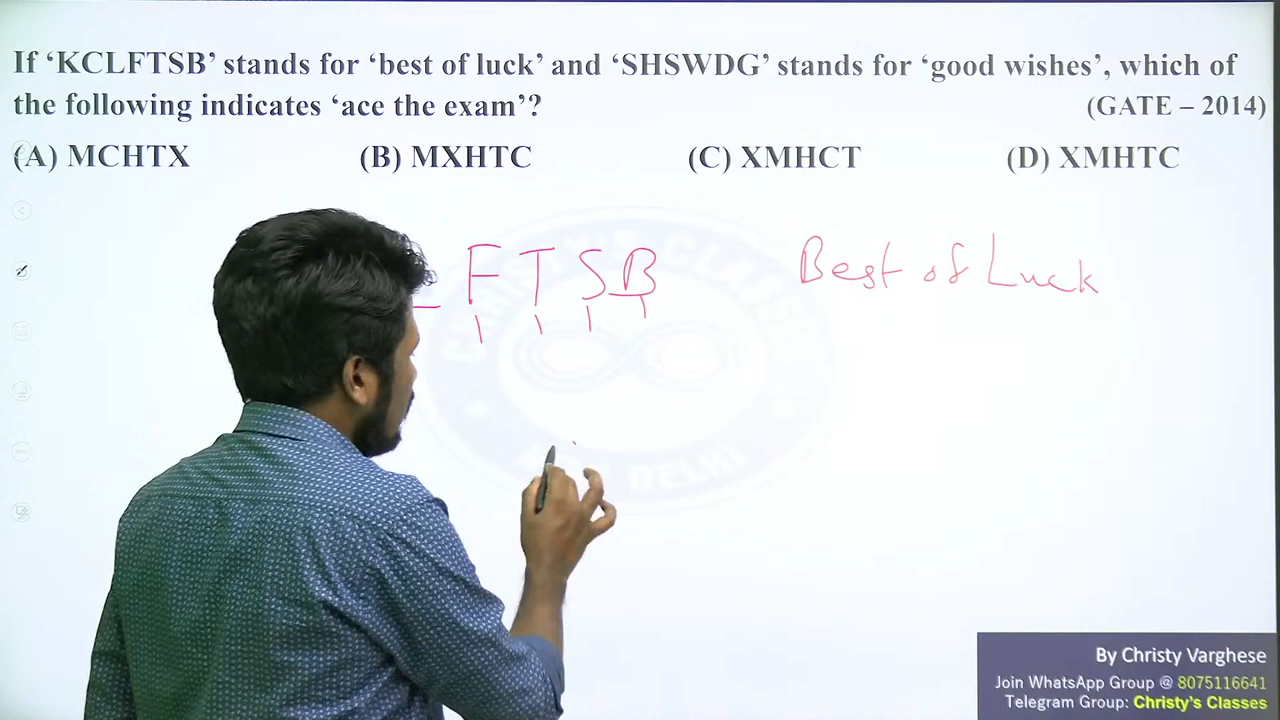 If ‘KCLFTSB’ stands for ‘best of luck’ and ‘SHSWDG’ stands for ‘good wishes’, which of
the following indicates ‘ace the exam’? (GATE – 2014)
(A) MCHTX (B) MXHTC (C) XMHCT (D) XMHTC
F T S B Best of Luck
DELHI
By Christy Varghese
Join WhatsApp Group @ 8075116641
Telegram Group: Christy's Classes